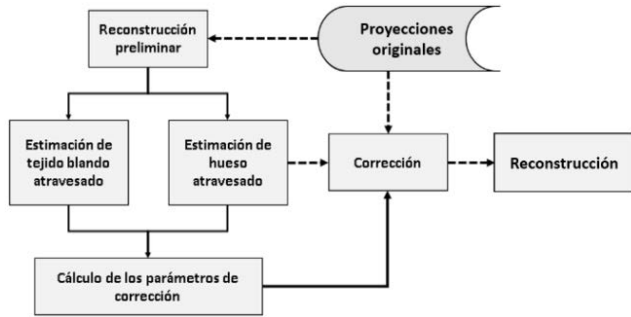 Reconstrucción
preliminar
Proyecciones
originales
Estimación de
tejido blando
atravesado
Estimación de
hueso
atravesado
Corrección
Reconstrucción
Cálculo de los parámetros de
corrección